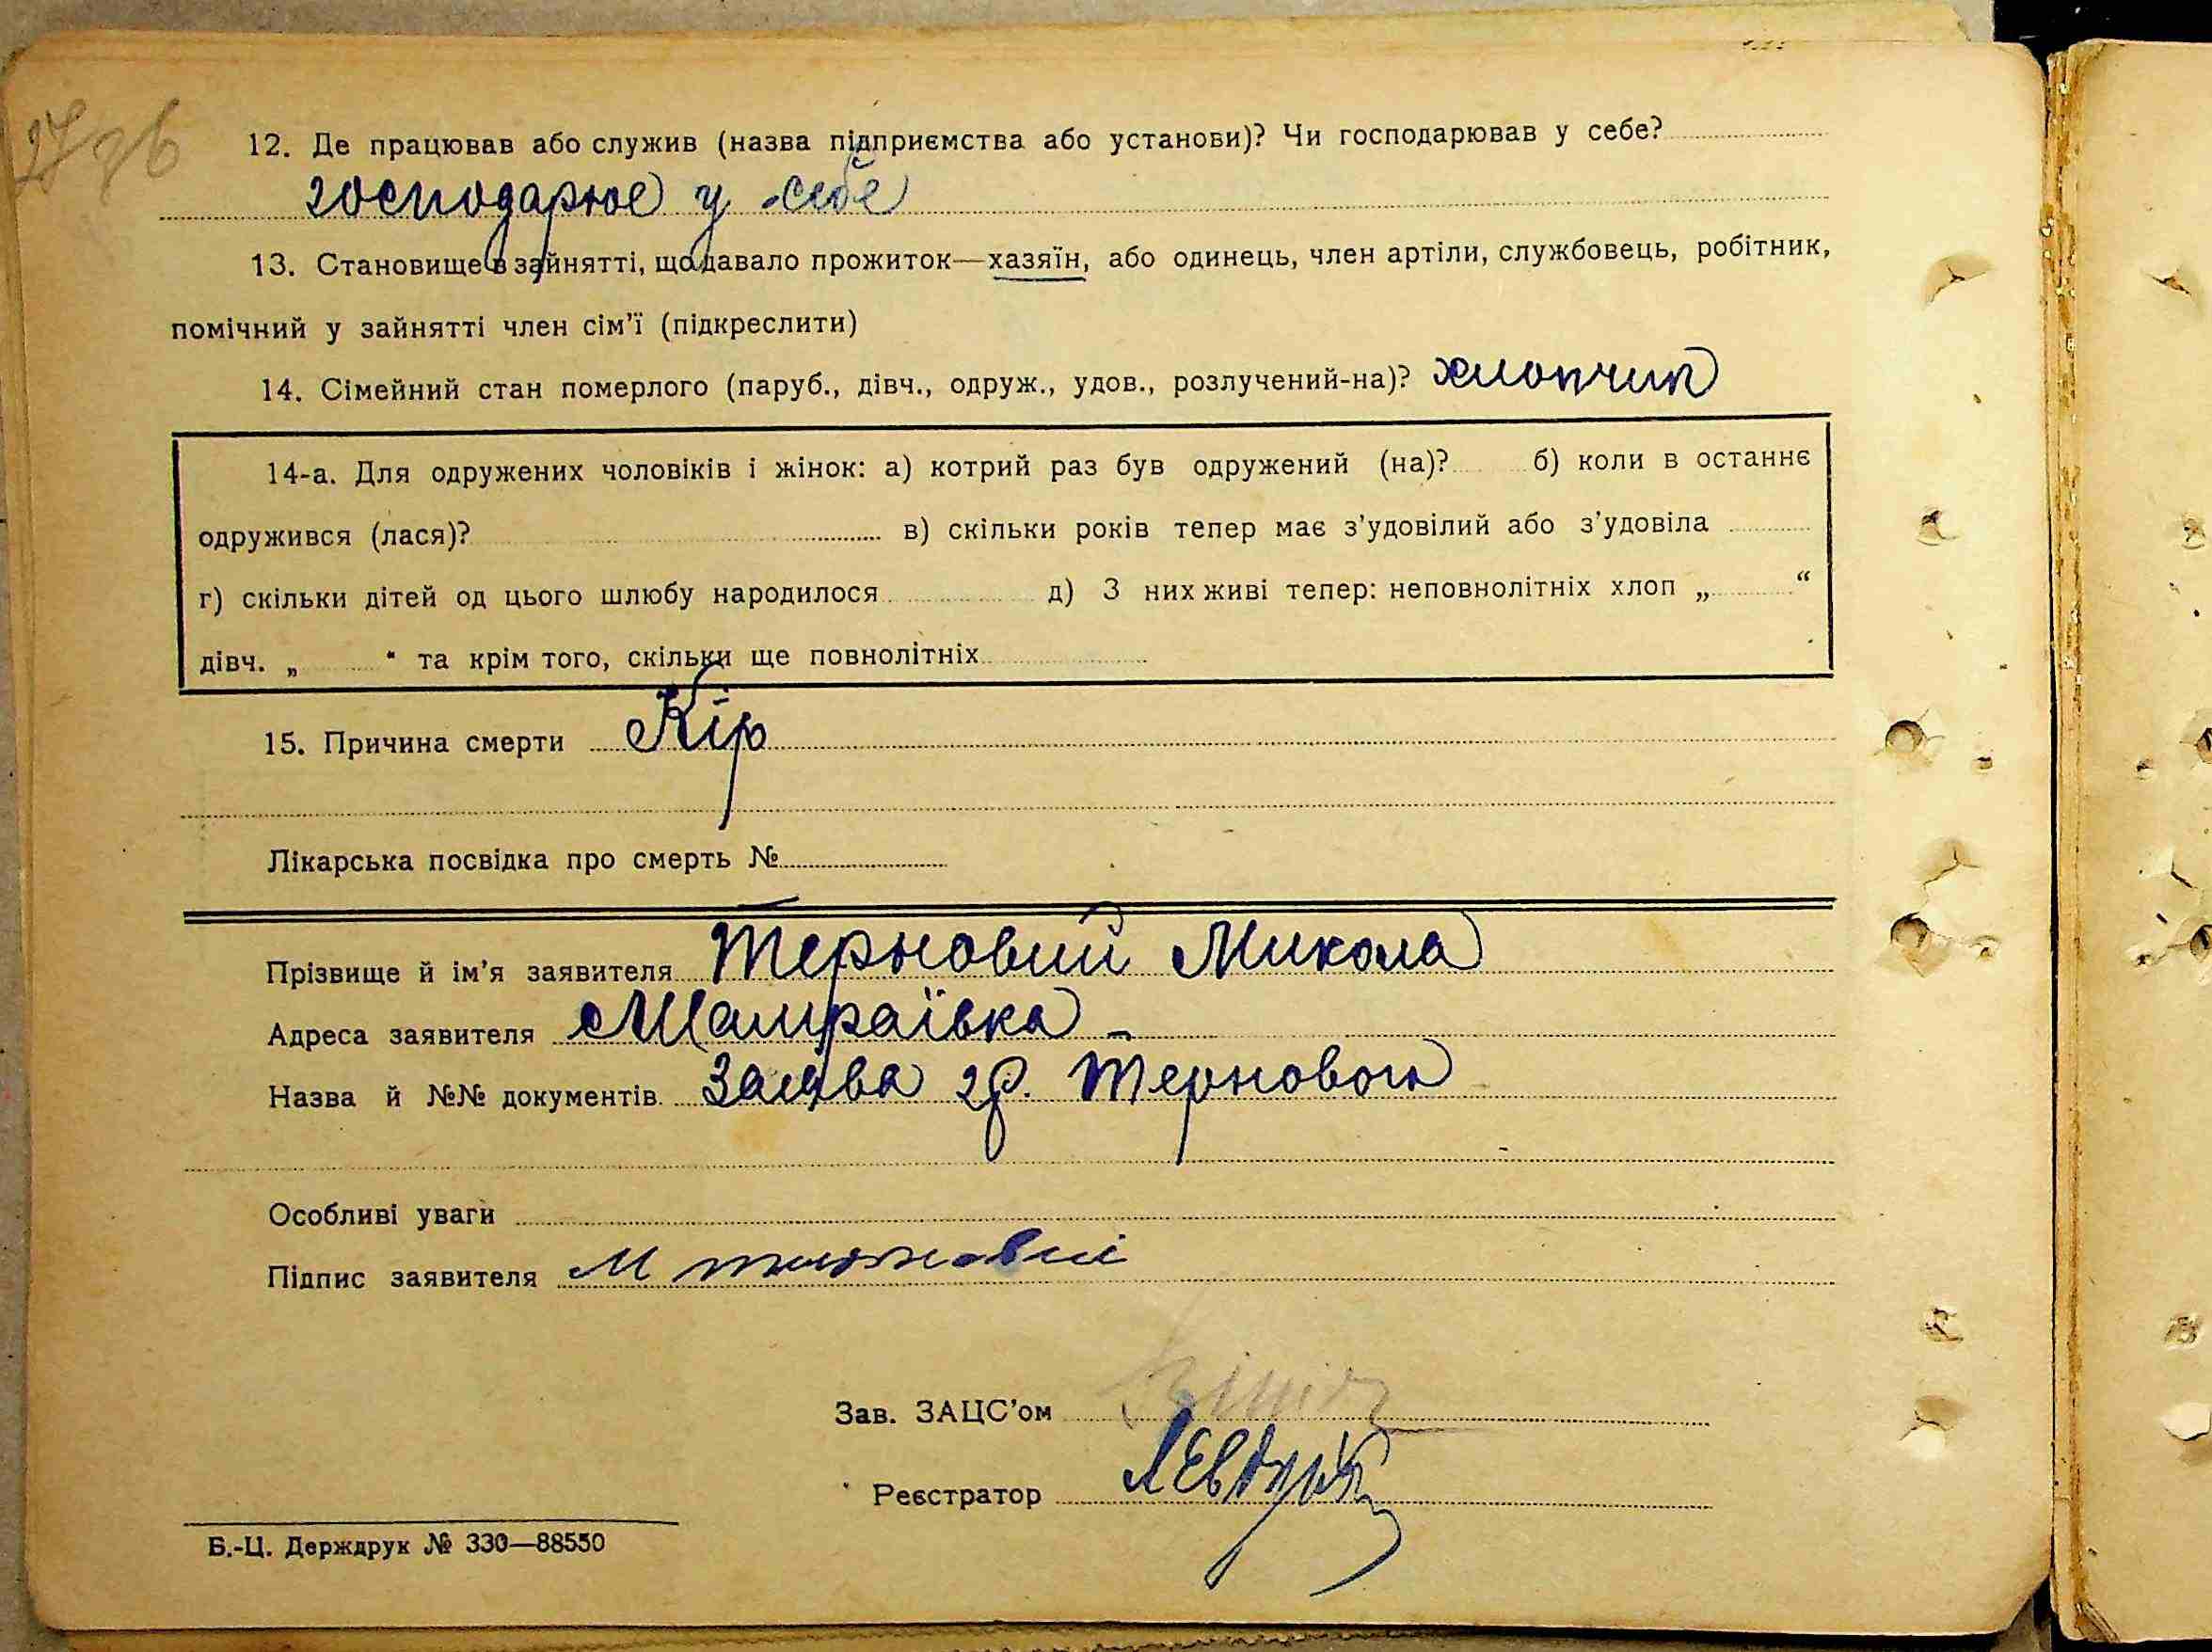 27зв
12. Де працював або служив (назва підприємства або установи)? Чи господарював у себе?
господарює у себе
13. Становище в зайнятті, що давало прожиток—хазяїн, або одинець, член артіли, службовець, робітник,
помічний у зайнятті член сім’ї (підкреслити)
14. Сімейний стан померлого (паруб., дівч., одруж., удов., розлучений-на)? хлопчик
14-а. Для одружених чоловіків і жінок: а) котрий раз був одружений (на)? б) коли в останнє
одружився (лася)? в) скільки років тепер має з’удовілий або з’удовіла
г) скільки дітей од цього шлюбу народилося д) З них живі тепер: неповнолітніх хлоп „ “
дівч. „ “ та крім того, скільки ще повнолітніх
15. Причина смерти Кір
Лікарська посвідка про смерть №
Прізвище й ім’я заявителя Терновий Микола
Адреса заявителя Шамраївка
Назва й №№ документів Заява гр. Тернового
Особливі уваги
Підпис заявителя М терновий
Зав. ЗАЦС’ом
Реєстратор
Б.-Ц. Держдрук № 330—88550